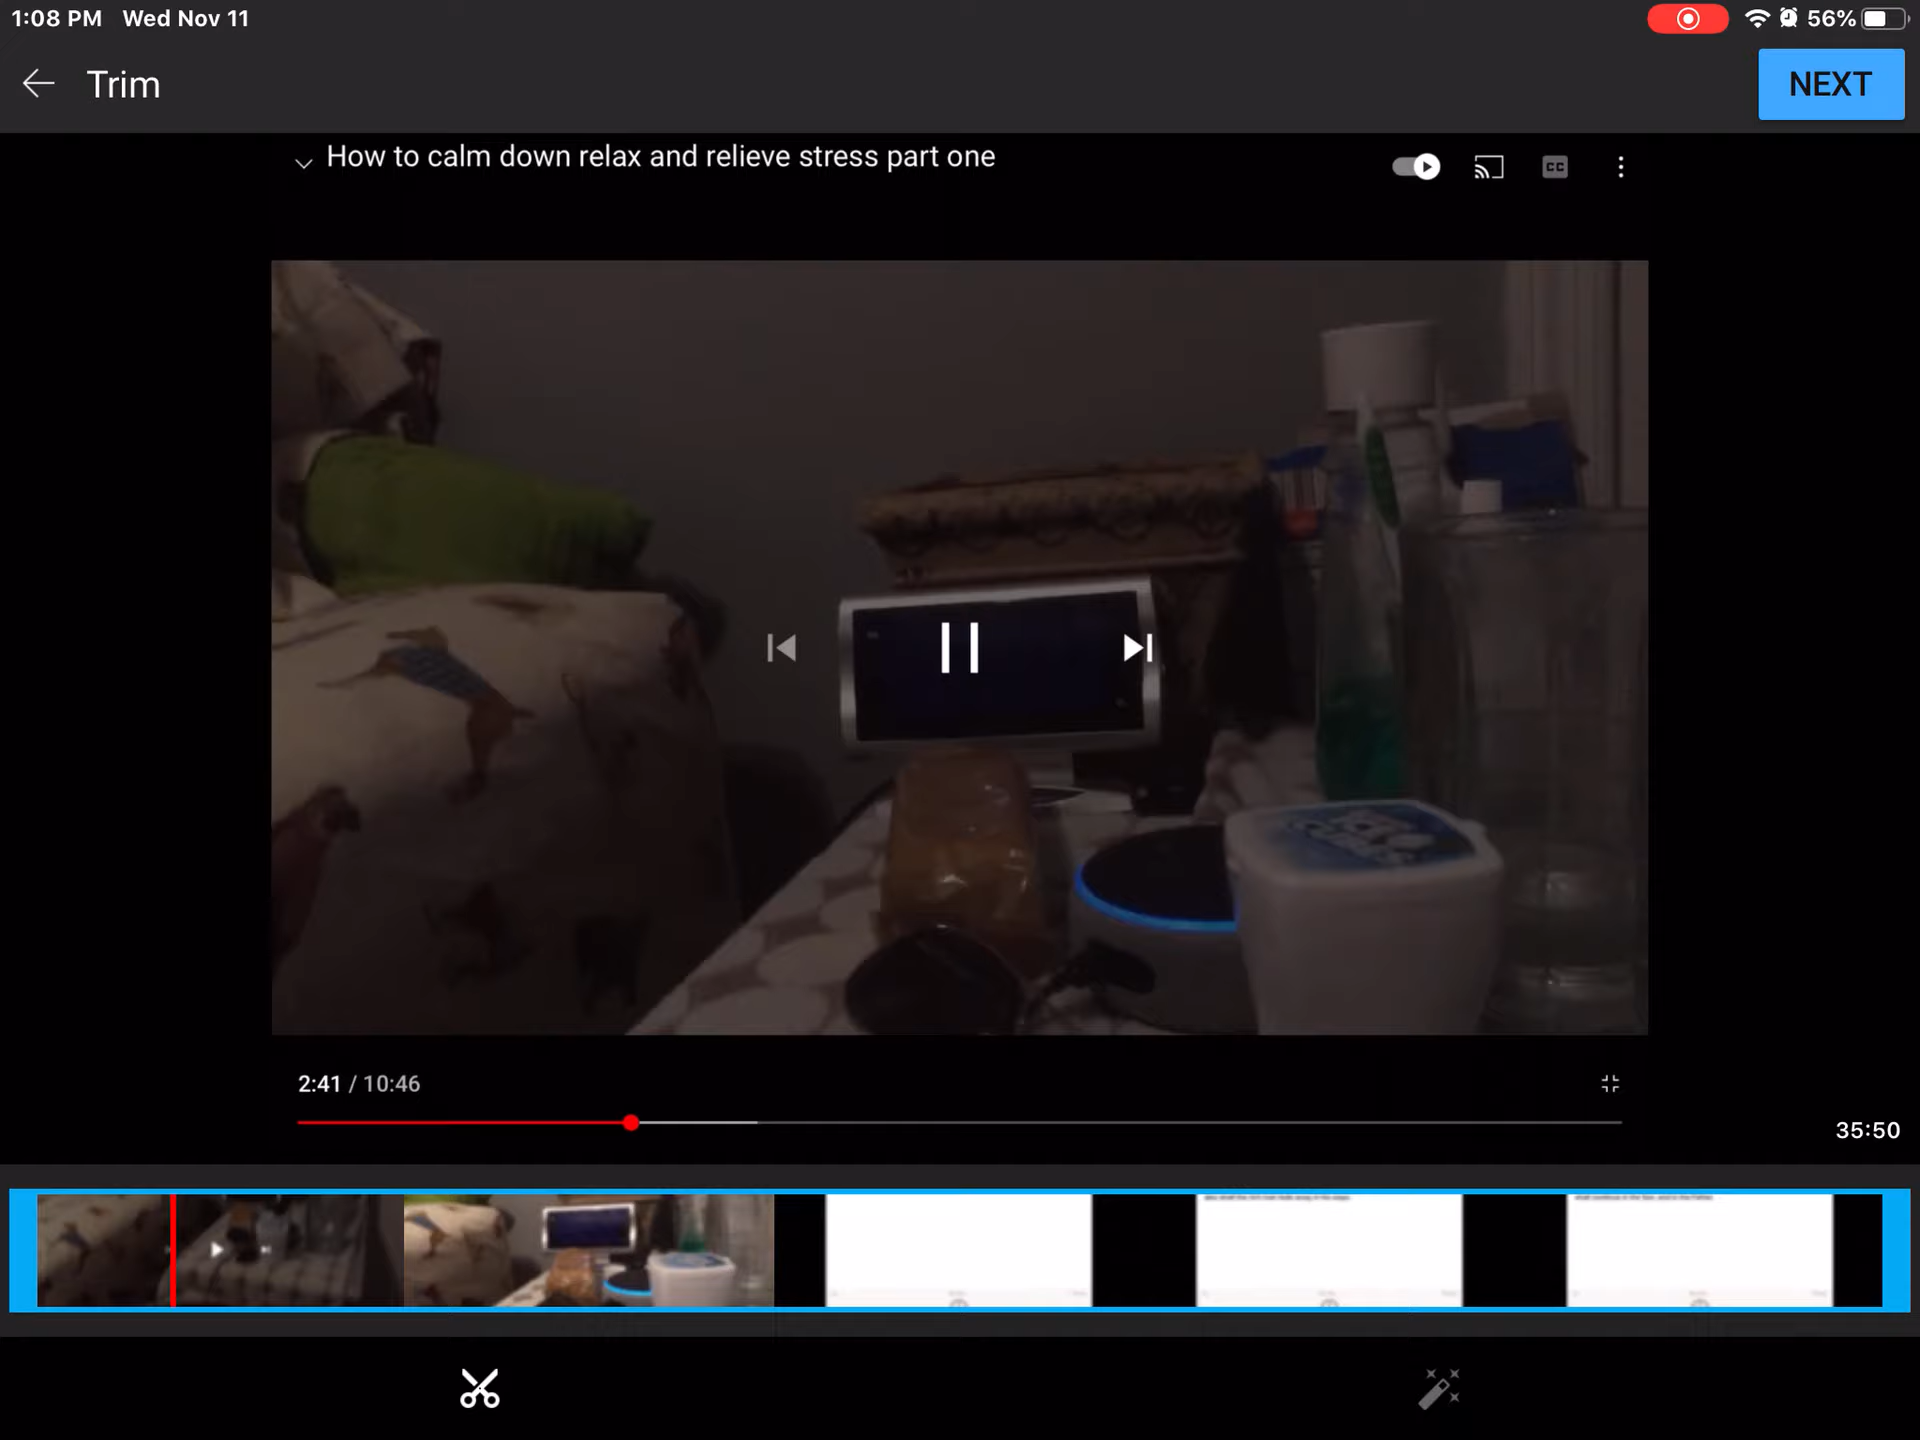 1:08 PM Wed Nov 11
56%
Trim
NEXT
How to calm down relax and relieve stress part one
CC
2:41 / 10:46
35:50